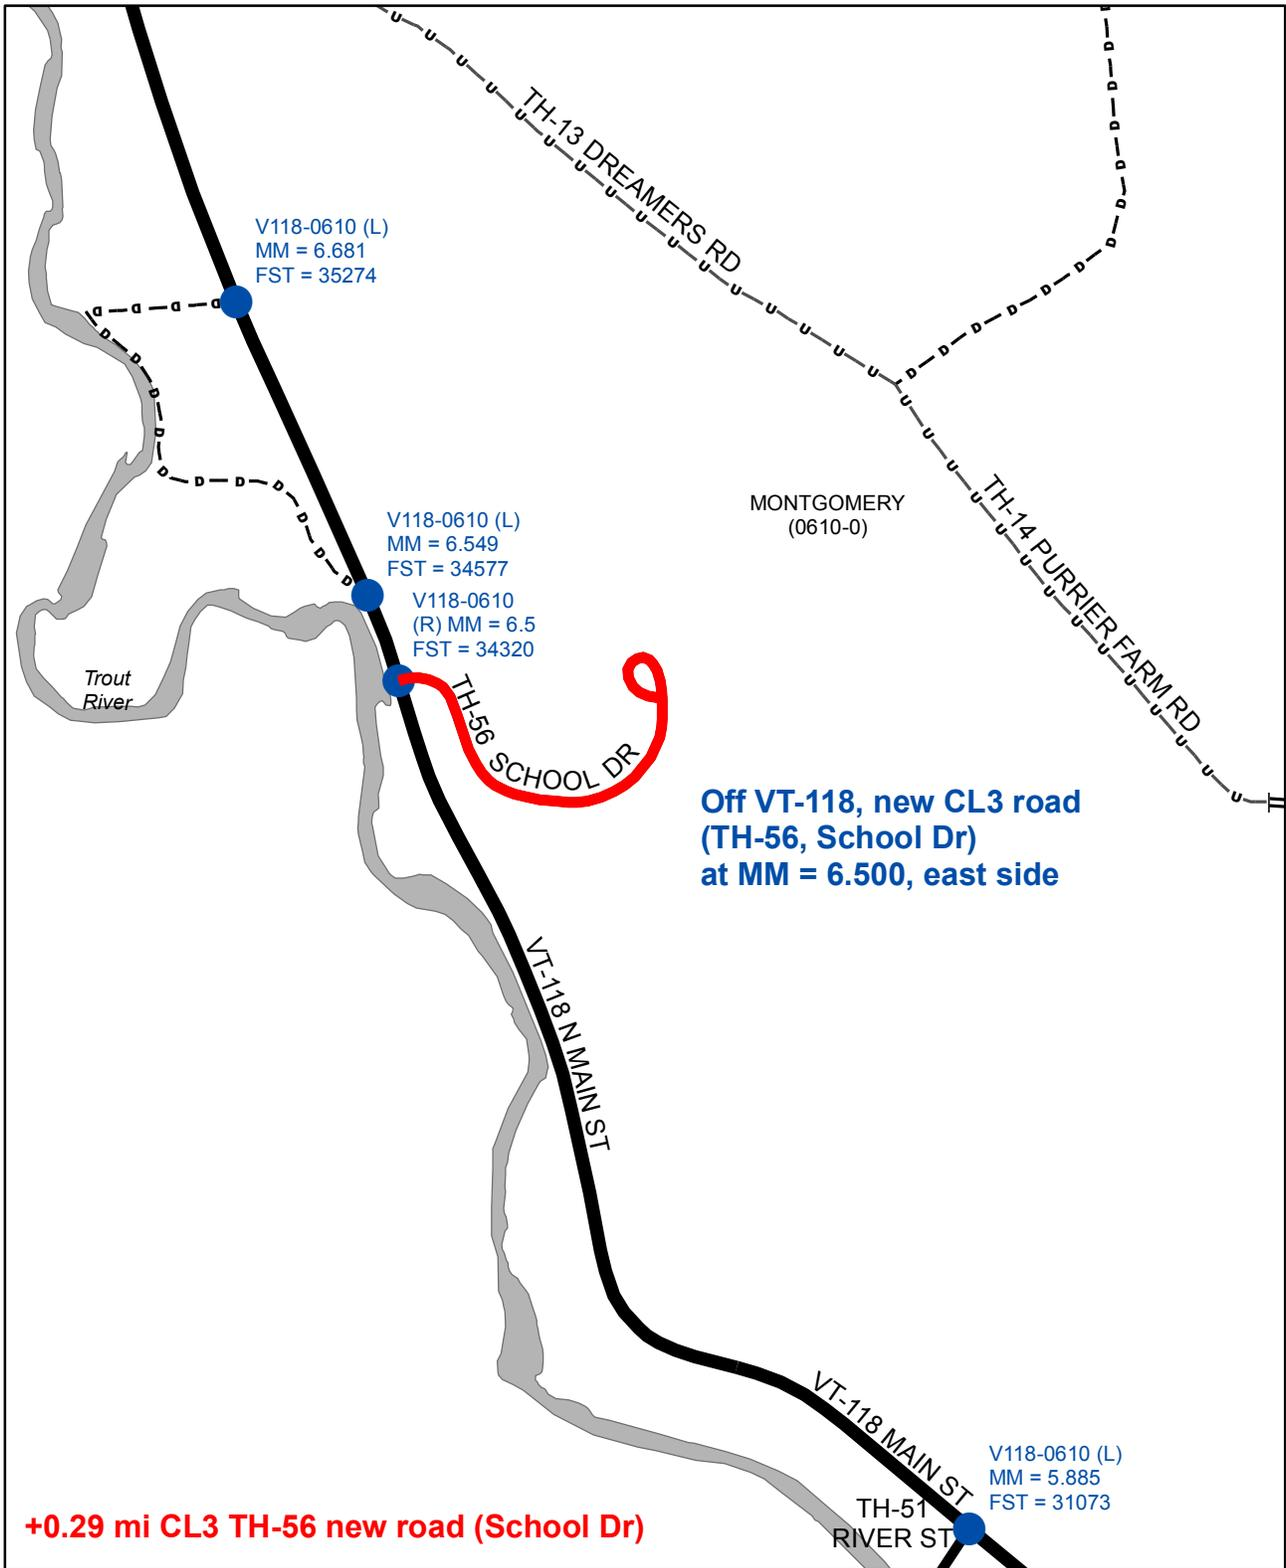 TH-13 DREAMERS RD
V118-0610 (L)
MM = 6.681
FST = 35274
MONTGOMERY
(0610-0)
TH-14 PURRIER FARM RD
V118-0610 (L)
MM = 6.549
FST = 34577
V118-0610
(R) MM = 6.5
FST = 34320
Trout
River
TH-56 SCHOOL DR
Off VT-118, new CL3 road
(TH-56, School Dr)
at MM = 6.500, east side
VT-118 N MAIN ST
VT-118 MAIN ST
V118-0610 (L)
MM = 5.885
FST = 31073
TH-51
RIVER ST
+0.29 mi CL3 TH-56 new road (School Dr)